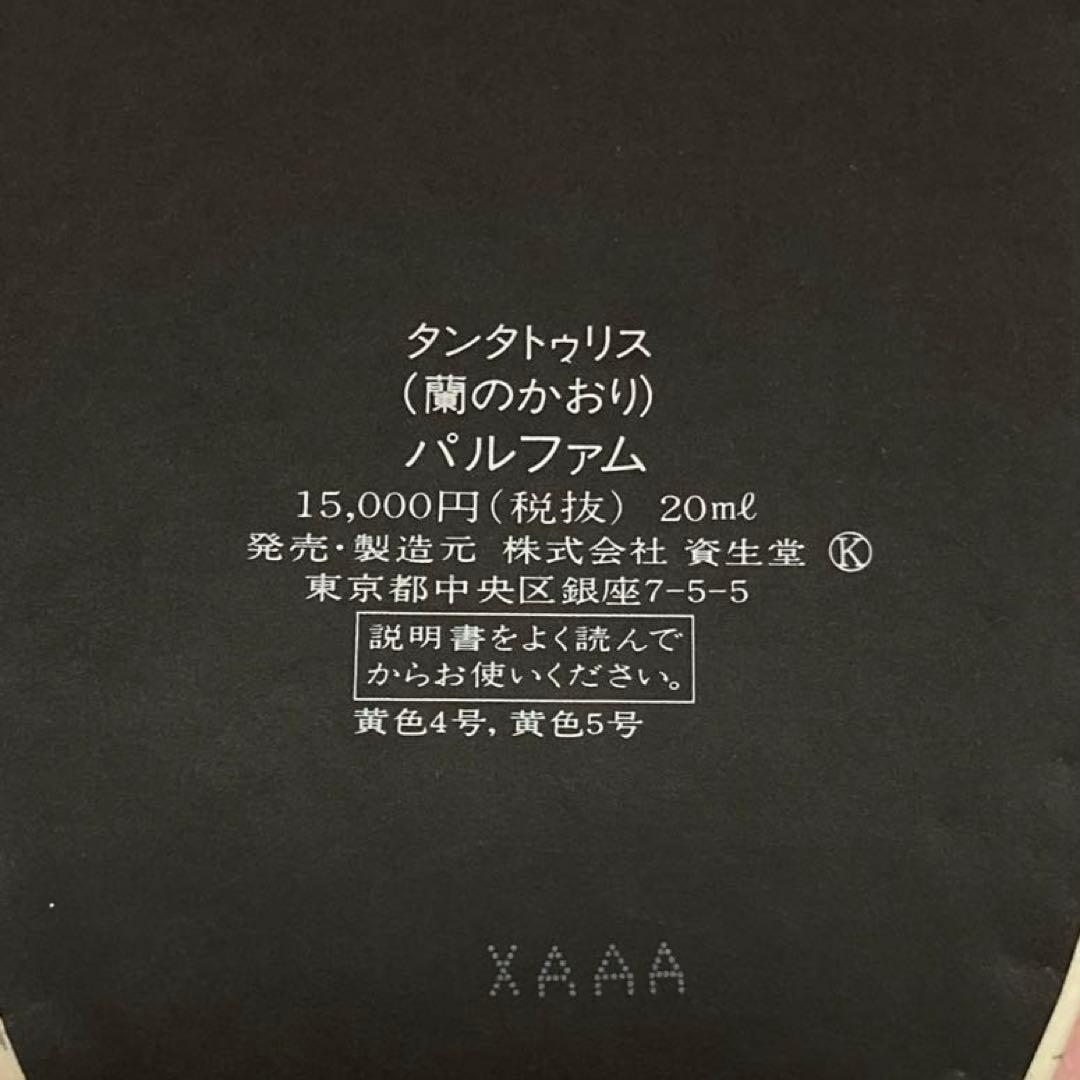 タンタトゥリス
(蘭のかおり)
パルファム
15,000円(税抜) 20mℓ
発売・製造元 株式会社 資生堂 Ⓚ
東京都中央区銀座7-5-5
説明書をよく読んで
からお使いください。
黄色4号, 黄色5号
XAAA